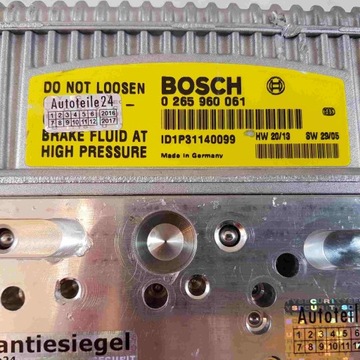 DO NOT LOOSEN
BOSCH
0 265 960 061
Autoteile24
1 2 3 4 5 6 2016
7 8 9 10 11 12 2017
BRAKE FLUID AT
HIGH PRESSURE
ID1P31140099
HW 20/13 SW 29/05
Made in Germany
antiesiegel
Autoteile